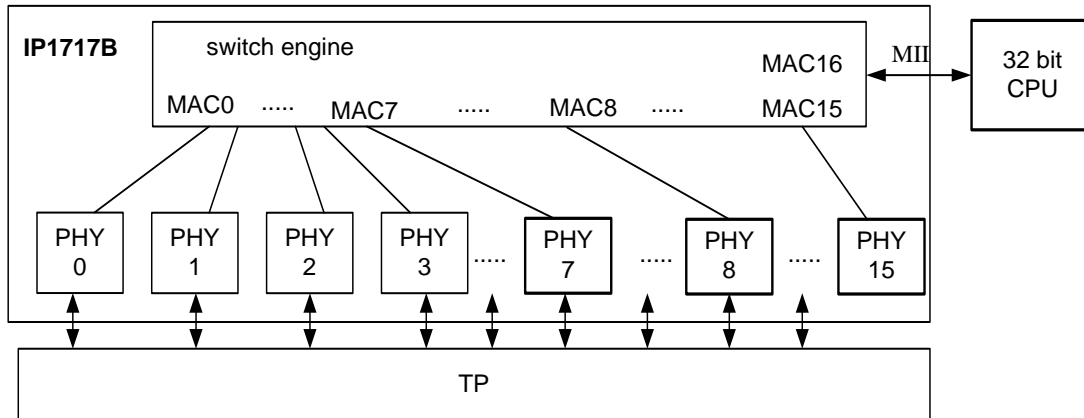 IP1717B
switch engine
MII
32 bit
CPU
MAC16
MAC0 ..... MAC7 ..... MAC8 ..... MAC15
PHY
0
PHY
1
PHY
2
PHY
3
.....
PHY
7
.....
PHY
8
.....
PHY
15
TP